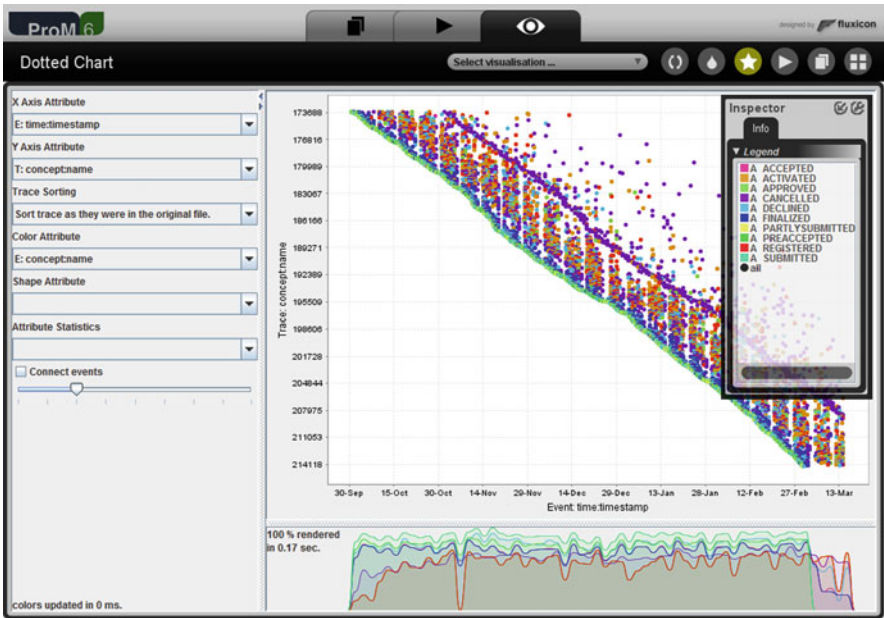 ProM 6
designed by fluxicon
Dotted Chart
Select visualisation ...
X Axis Attribute
E: time:timestamp
Y Axis Attribute
T: concept:name
Trace Sorting
Sort trace as they were in the original file.
Color Attribute
E: concept:name
Shape Attribute
Attribute Statistics
Connect events
colors updated in 0 ms.
Trace: concept:name
173688
176816
179989
183067
186166
189271
192389
195509
198606
201728
204844
207975
211053
214118
30-Sep
15-Oct
30-Oct
14-Nov
29-Nov
14-Dec
29-Dec
13-Jan
28-Jan
12-Feb
27-Feb
13-Mar
Event: time:timestamp
Inspector
Info
Legend
A ACCEPTED
A ACTIVATED
A APPROVED
A CANCELLED
A DECLINED
A FINALIZED
A PARTLYSUBMITTED
A PREACCEPTED
A REGISTERED
A SUBMITTED
all
100 % rendered
in 0.17 sec.